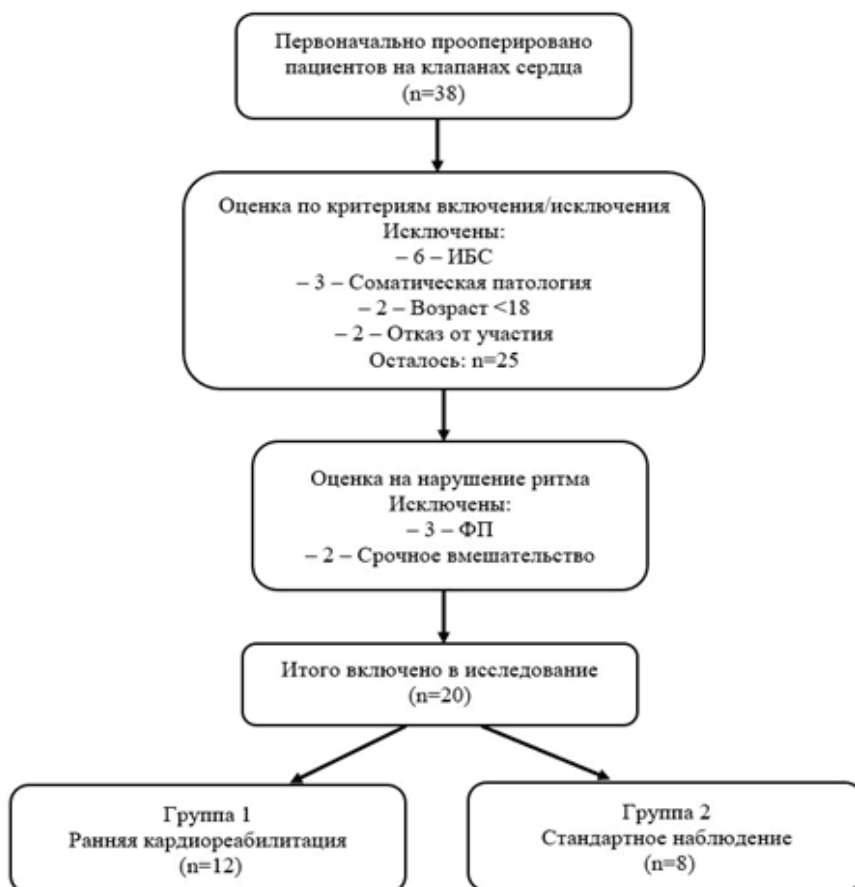 Первоначально прооперировано
пациентов на клапанах сердца
(n=38)
Оценка по критериям включения/исключения
Исключены:
– 6 – ИБС
– 3 – Соматическая патология
– 2 – Возраст <18
– 2 – Отказ от участия
Осталось: n=25
Оценка на нарушение ритма
Исключены:
– 3 – ФП
– 2 – Срочное вмешательство
Итого включено в исследование
(n=20)
Группа 1
Ранняя кардиореабилитация
(n=12)
Группа 2
Стандартное наблюдение
(n=8)